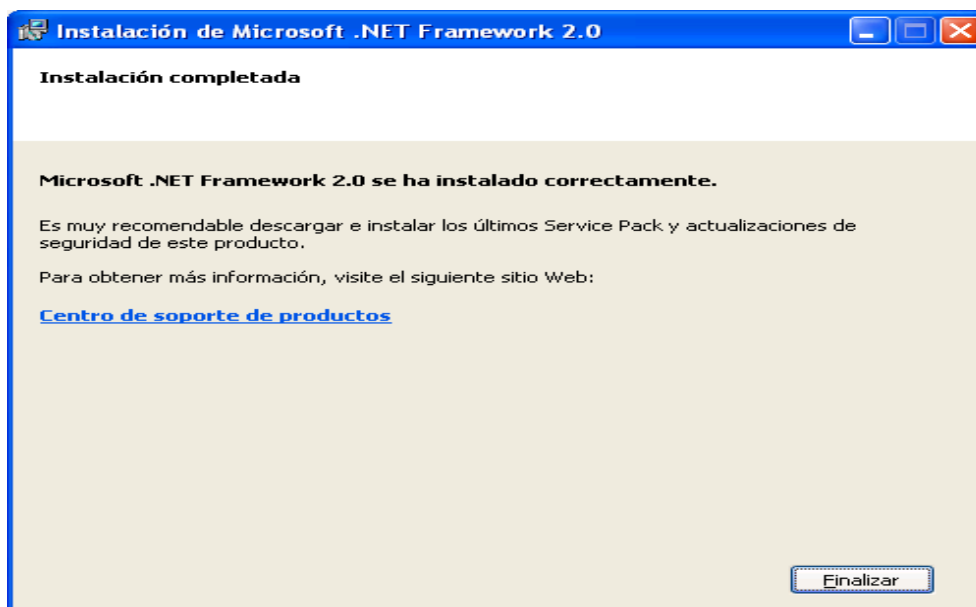 Instalación de Microsoft .NET Framework 2.0
Instalación completada
Microsoft .NET Framework 2.0 se ha instalado correctamente.
Es muy recomendable descargar e instalar los últimos Service Pack y actualizaciones de
seguridad de este producto.
Para obtener más información, visite el siguiente sitio Web:
Centro de soporte de productos
Finalizar